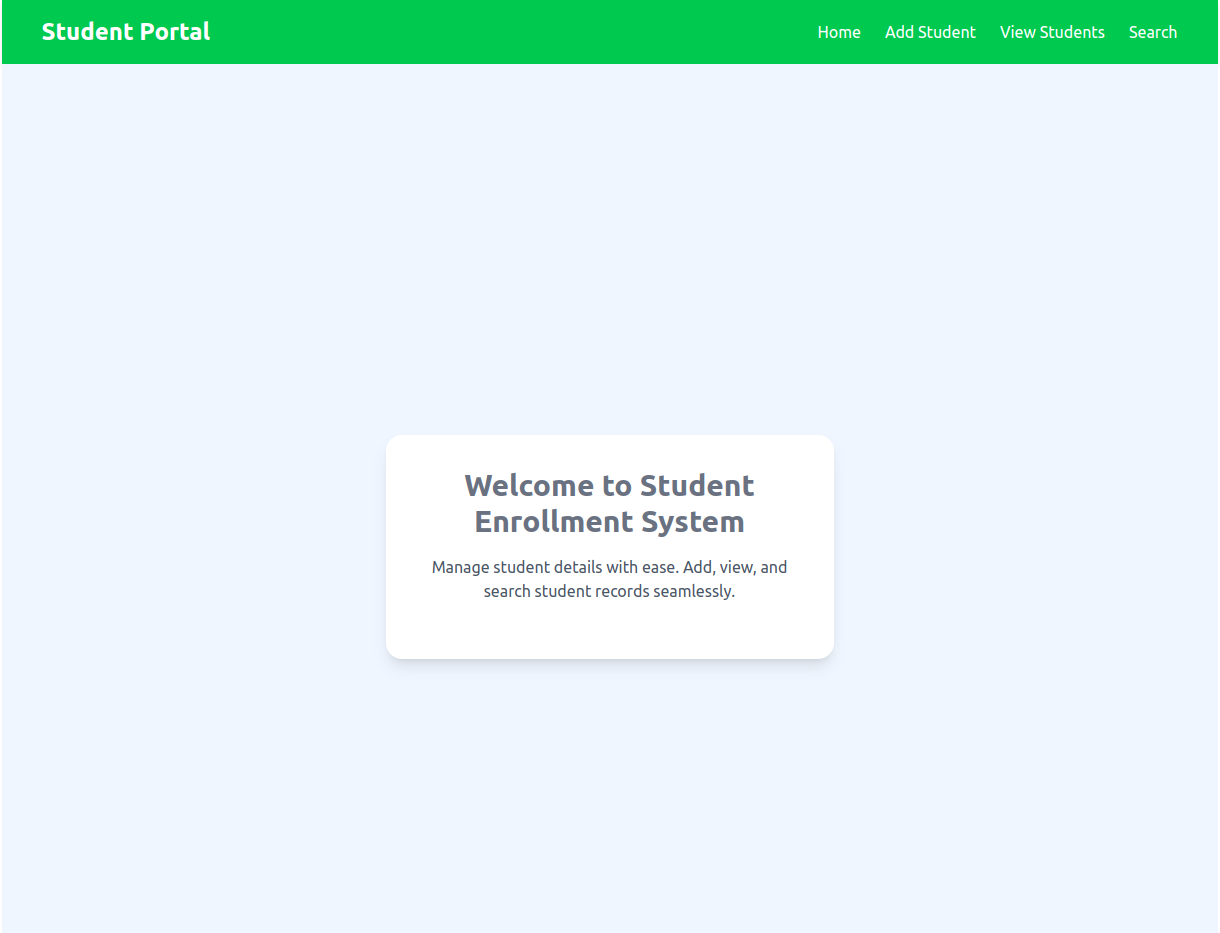 Student Portal
Home Add Student View Students Search
Welcome to Student
Enrollment System
Manage student details with ease. Add, view, and
search student records seamlessly.